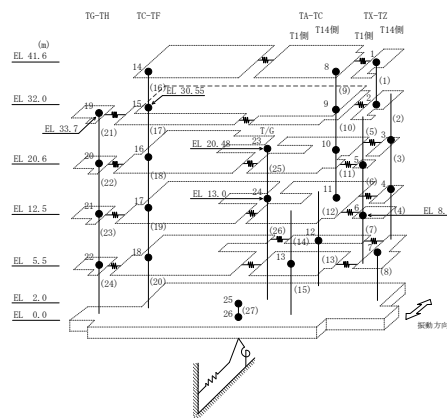 TG-TH TC-TF TA-TC TX-TZ
T1側 T14側 T1側 T14側
(m)
EL 41.6
14 8 1
(16) EL 30.55 (9) (1)
EL 32.0
19 15 9 2
EL 33.7 (21) (17) (10) (2)
T/G
EL 20.48 23 10 (5) 3
EL 20.6
20 16 (25) (11) 5 (3)
(22) (18)
EL 13.0 24 11 (6) 4
EL 12.5
21 17 (12) 6 (4) EL 8.
(23) (19) (26) (14) 12 (7) 7
EL 5.5
22 18 13 (13) (8)
(24) (20) (15)
EL 2.0
25
EL 0.0
26 (27)
振動方向